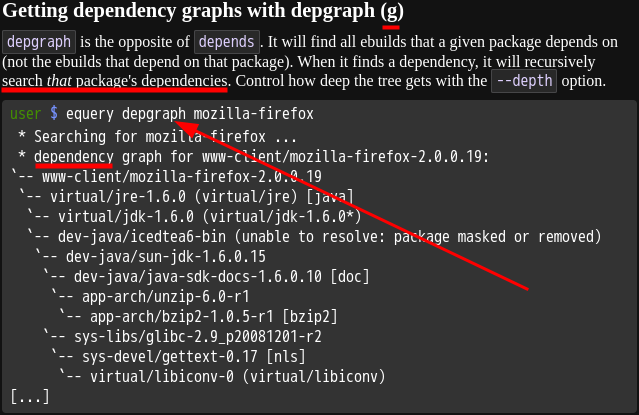 Getting dependency graphs with depgraph (g)
depgraph is the opposite of depends. It will find all ebuilds that a given package depends on
(not the ebuilds that depend on that package). When it finds a dependency, it will recursively
search that package's dependencies. Control how deep the tree gets with the --depth option.
user $ equery depgraph mozilla-firefox
* Searching for mozilla-firefox ...
* dependency graph for www-client/mozilla-firefox-2.0.0.19:
`-- www-client/mozilla-firefox-2.0.0.19
`-- virtual/jre-1.6.0 (virtual/jre) [java]
`-- virtual/jdk-1.6.0 (virtual/jdk-1.6.0*)
`-- dev-java/icedtea6-bin (unable to resolve: package masked or removed)
`-- dev-java/sun-jdk-1.6.0.15
`-- dev-java/java-sdk-docs-1.6.0.10 [doc]
`-- app-arch/unzip-6.0-r1
`-- app-arch/bzip2-1.0.5-r1 [bzip2]
`-- sys-libs/glibc-2.9_p20081201-r2
`-- sys-devel/gettext-0.17 [nls]
`-- virtual/libiconv-0 (virtual/libiconv)
[...]